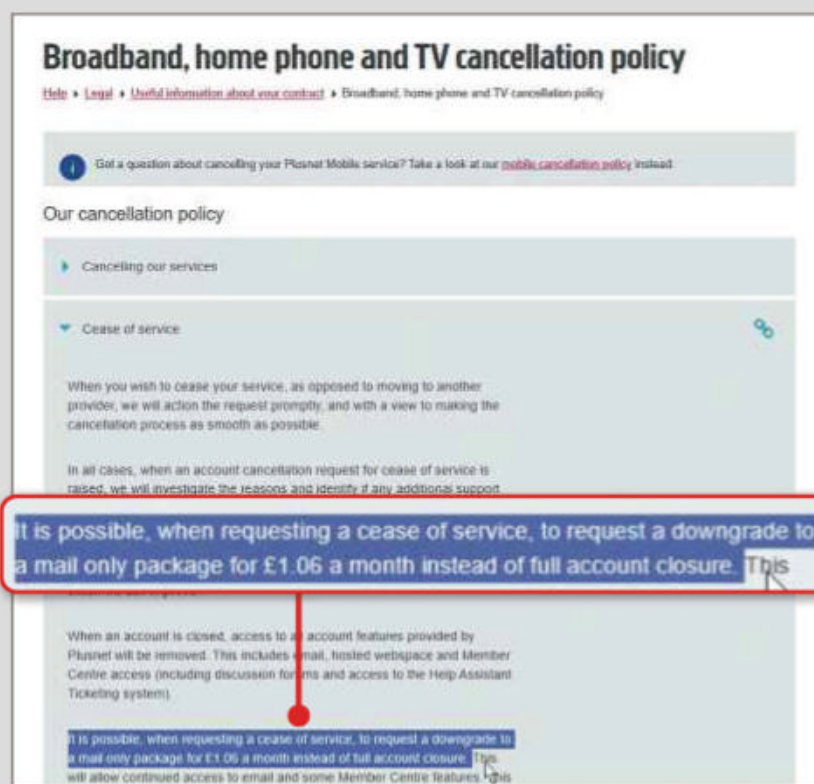 Broadband, home phone and TV cancellation policy
Help ▸ Legal ▸ Useful information about your contract ▸ Broadband, home phone and TV cancellation policy
Got a question about cancelling your Plusnet Mobile service? Take a look at our mobile cancellation policy instead.
Our cancellation policy
Cancelling our services
Cease of service
When you wish to cease your service, as opposed to moving to another
provider, we will action the request promptly, and with a view to making the
cancellation process as smooth as possible.
In all cases, when an account cancellation request for cease of service is
raised, we will investigate the reasons and identify if any additional support
It is possible, when requesting a cease of service, to request a downgrade to
a mail only package for £1.06 a month instead of full account closure. This
When an account is closed, access to all account features provided by
Plusnet will be removed. This includes email, hosted webspace and Member
Centre access (including discussion forums and access to the Help Assistant
Ticketing system).
It is possible, when requesting a cease of service, to request a downgrade to
a mail only package for £1.06 a month instead of full account closure. This
will allow continued access to email and some Member Centre features. This